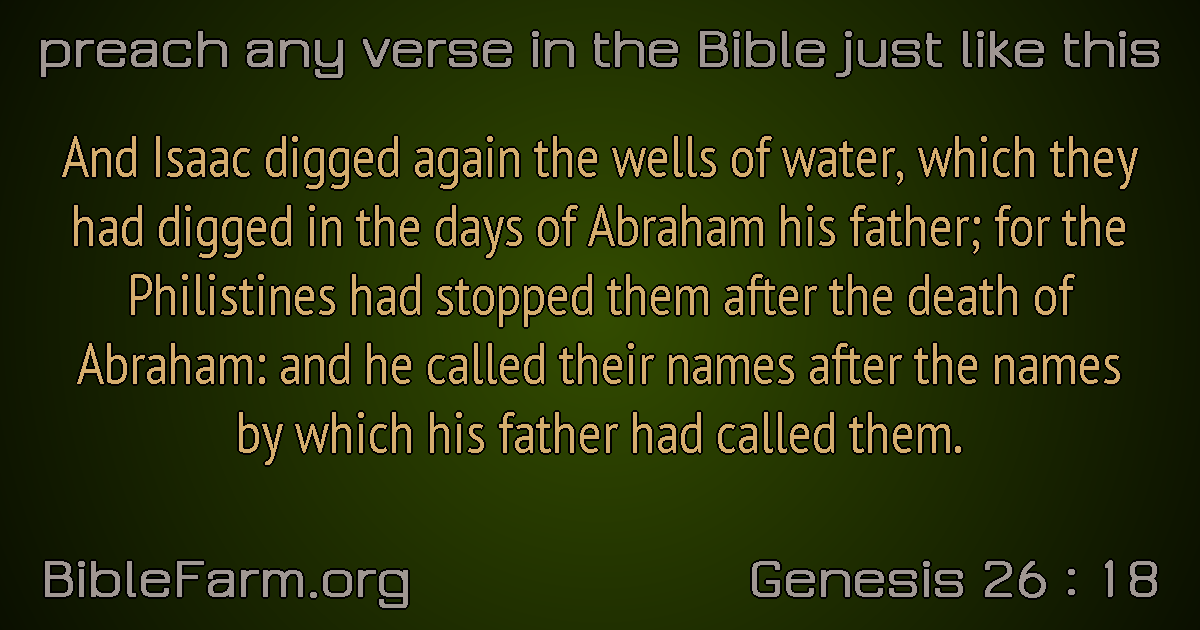 preach any verse in the Bible just like this
And Isaac digged again the wells of water, which they
had digged in the days of Abraham his father; for the
Philistines had stopped them after the death of
Abraham: and he called their names after the names
by which his father had called them.
BibleFarm.org
Genesis 26 : 18